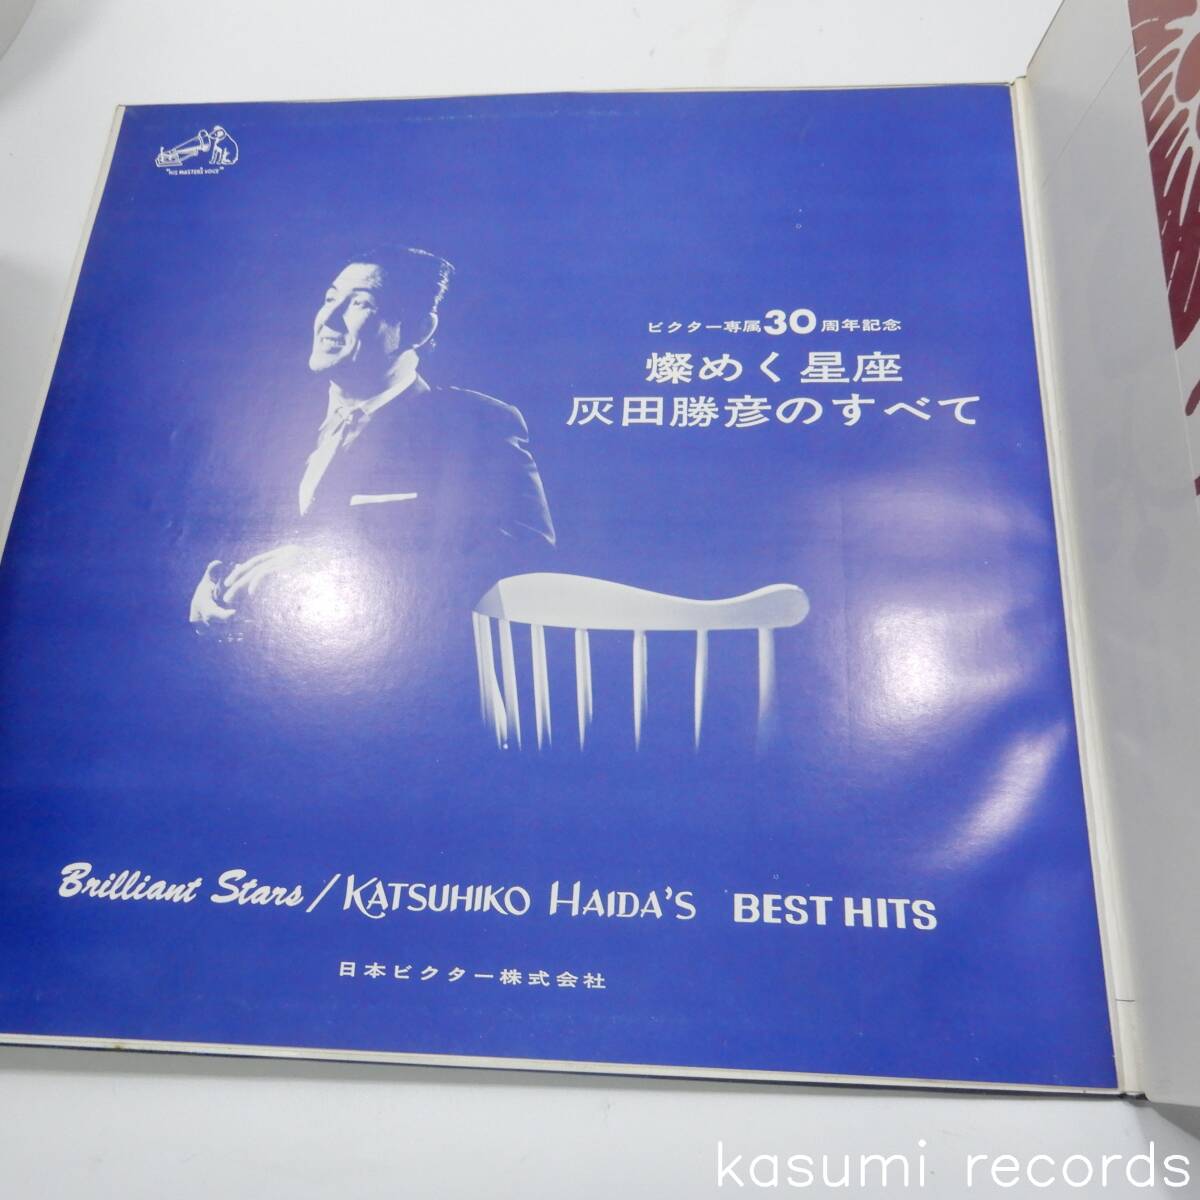 "HIS MASTER'S VOICE"
ビクター専属30周年記念
燦めく星座
灰田勝彦のすべて
Brilliant Stars / KATSUHIKO HAIDA'S BEST HITS
日本ビクター株式会社
kasumi records